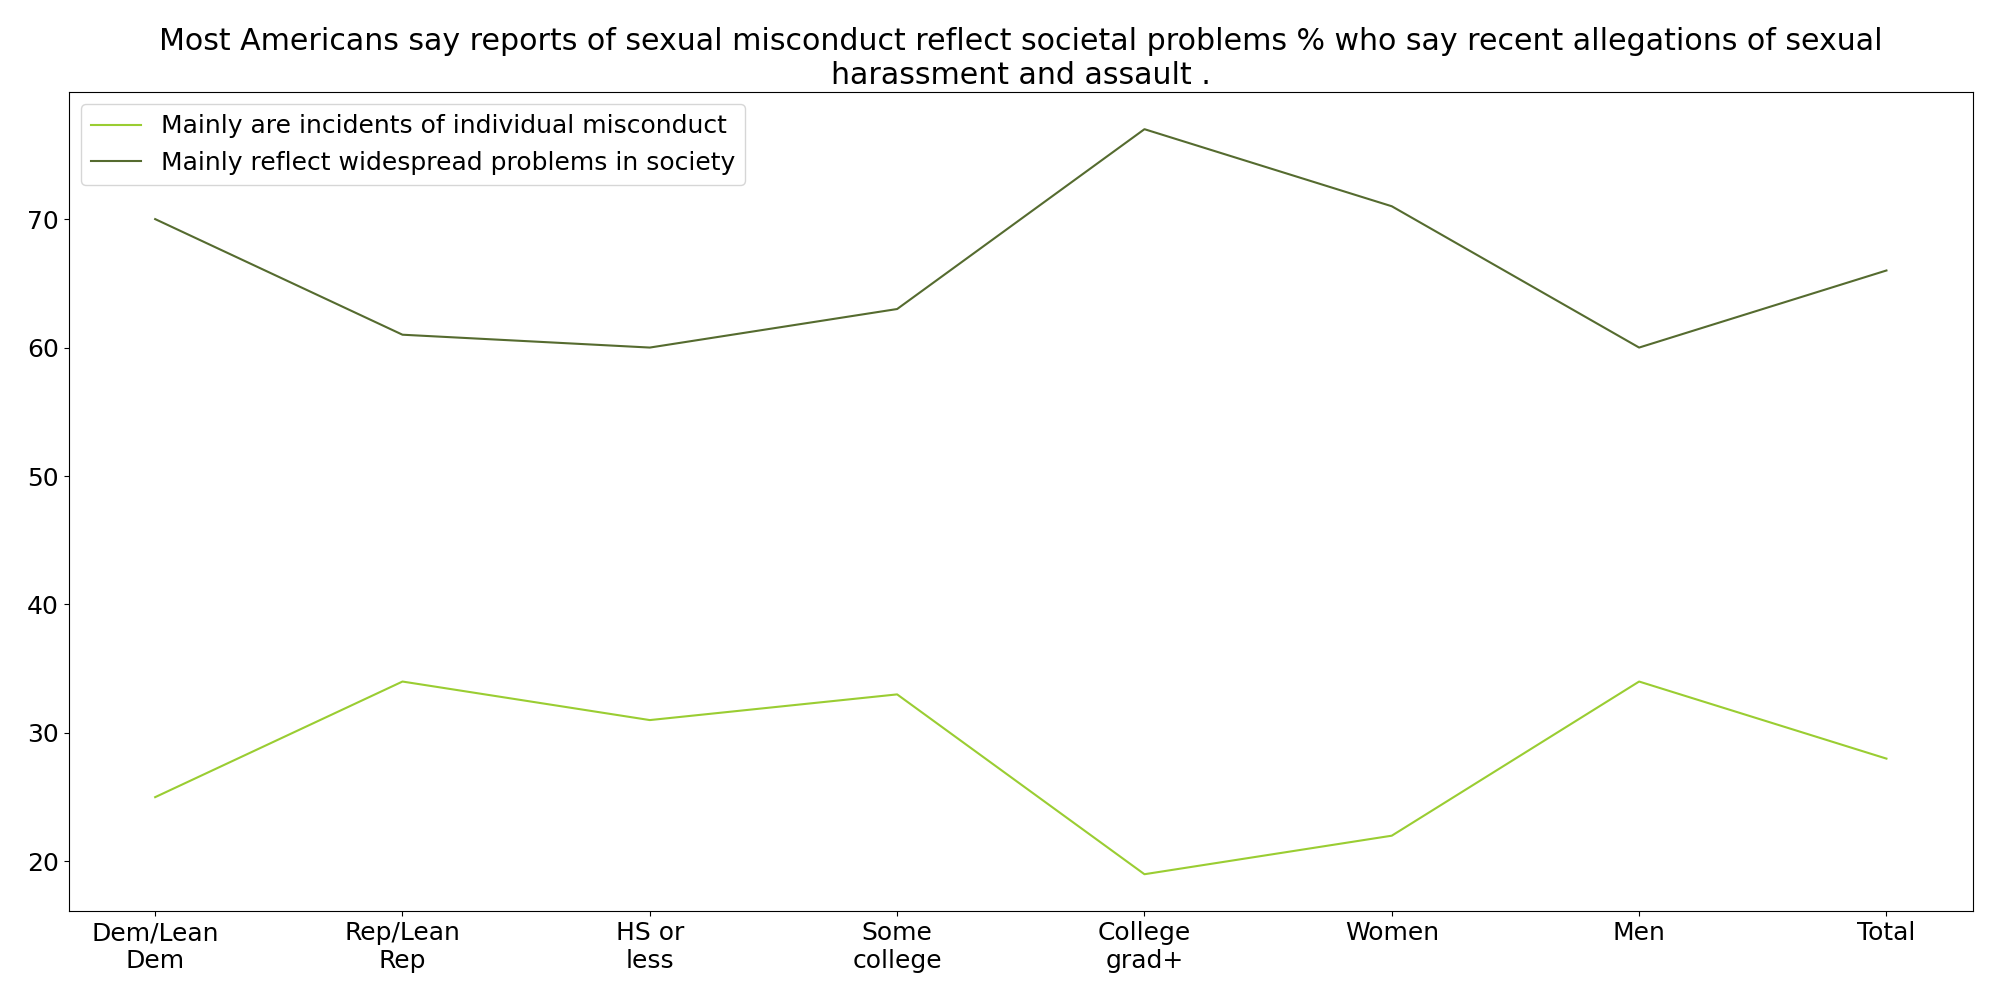 Most Americans say reports of sexual misconduct reflect societal problems % who say recent allegations of sexual
harassment and assault .
Mainly are incidents of individual misconduct
Mainly reflect widespread problems in society
70
60
50
40
30
20
Dem/Lean
Dem
Rep/Lean
Rep
HS or
less
Some
college
College
grad+
Women
Men
Total